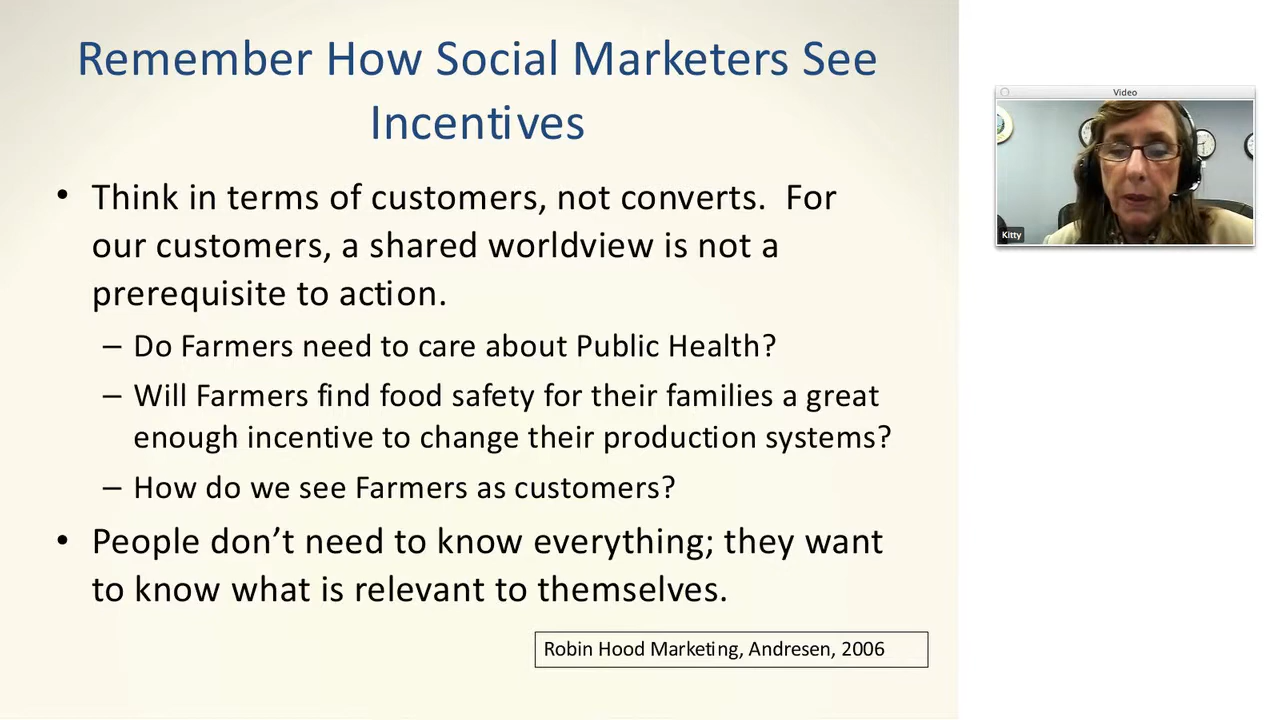 Remember How Social Marketers See
Incentives
• Think in terms of customers, not converts.  For
our customers, a shared worldview is not a
prerequisite to action.
– Do Farmers need to care about Public Health?
– Will Farmers find food safety for their families a great
enough incentive to change their production systems?
– How do we see Farmers as customers?
• People don’t need to know everything; they want
to know what is relevant to themselves.
Robin Hood Marketing, Andresen, 2006
Video
Kitty